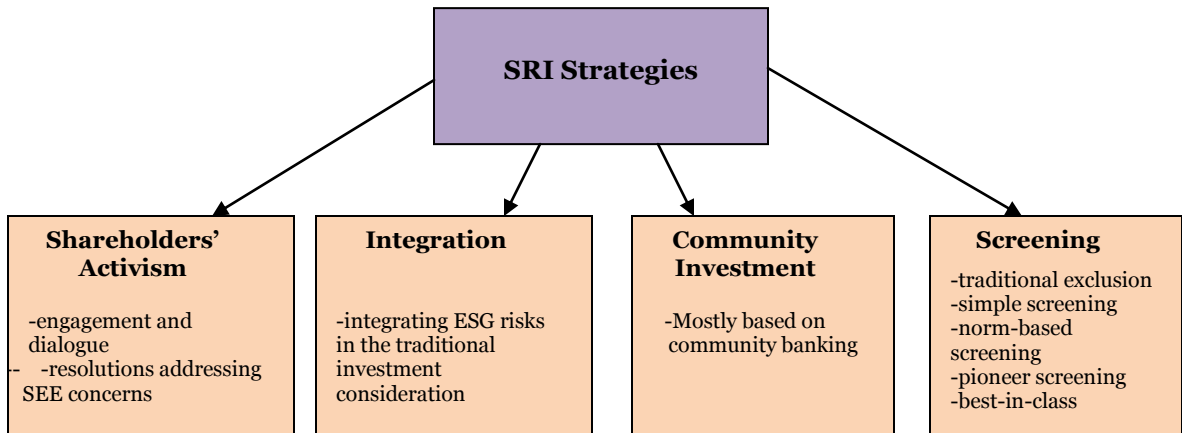 SRI Strategies
Shareholders’
Activism
-engagement and
dialogue
-- -resolutions addressing
SEE concerns
Integration
-integrating ESG risks
in the traditional
investment
consideration
Community
Investment
-Mostly based on
community banking
Screening
-traditional exclusion
-simple screening
-norm-based
screening
-pioneer screening
-best-in-class